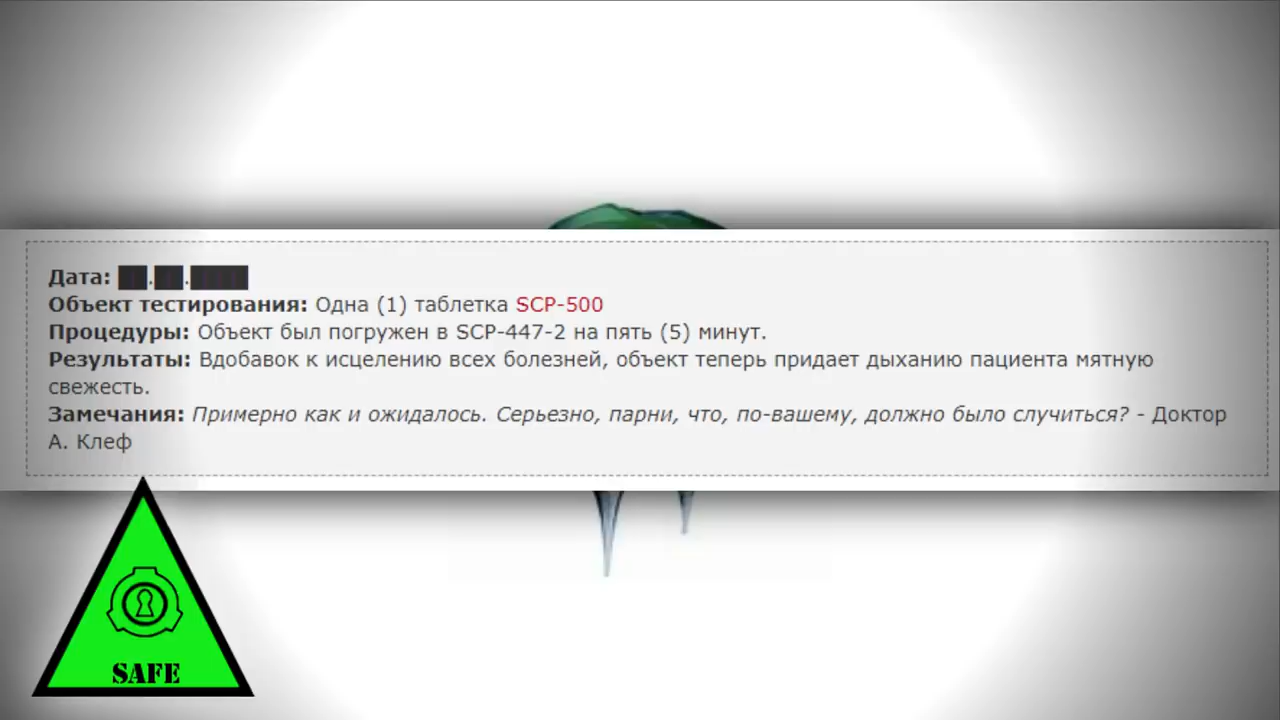 Дата: ██.██.████
Объект тестирования: Одна (1) таблетка SCP-500
Процедуры: Объект был погружен в SCP-447-2 на пять (5) минут.
Результаты: Вдобавок к исцелению всех болезней, объект теперь придает дыханию пациента мятную
свежесть.
Замечания: Примерно как и ожидалось. Серьезно, парни, что, по-вашему, должно было случиться? - Доктор
А. Клеф
SAFE